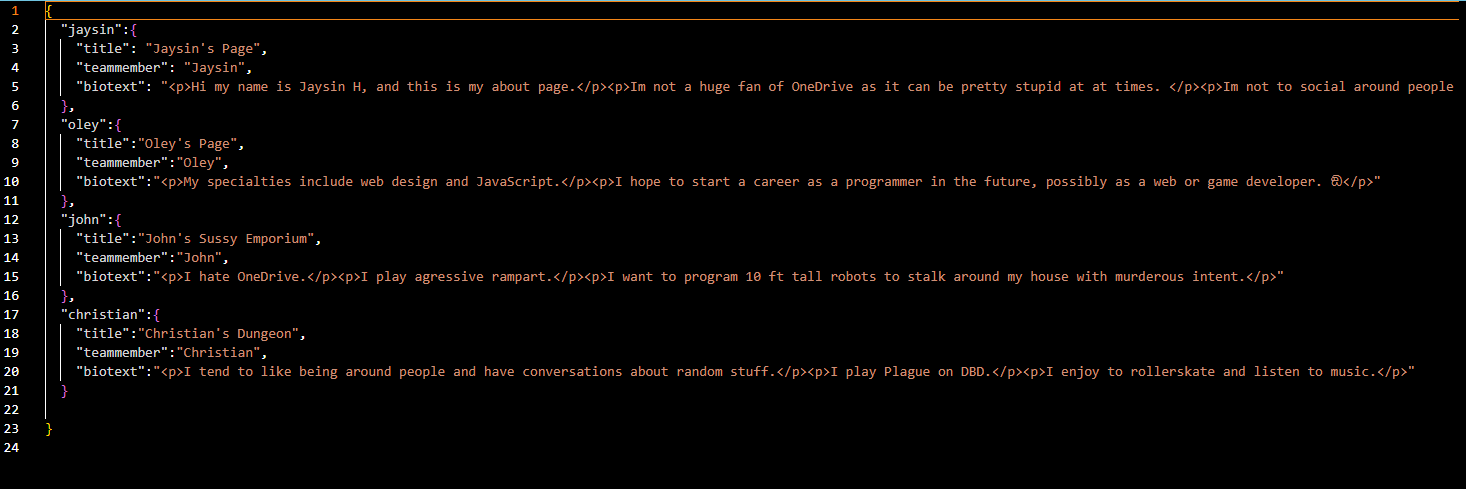 1 {
2 "jaysin":{
3 "title": "Jaysin's Page",
4 "teammember": "Jaysin",
5 "biotext": "<p>Hi my name is Jaysin H, and this is my about page.</p><p>Im not a huge fan of OneDrive as it can be pretty stupid at at times. </p><p>Im not to social around people
6 },
7 "oley":{
8 "title":"Oley's Page",
9 "teammember":"Oley",
10 "biotext":"<p>My specialties include web design and JavaScript.</p><p>I hope to start a career as a programmer in the future, possibly as a web or game developer. </p>"
11 },
12 "john":{
13 "title":"John's Sussy Emporium",
14 "teammember":"John",
15 "biotext":"<p>I hate OneDrive.</p><p>I play agressive rampart.</p><p>I want to program 10 ft tall robots to stalk around my house with murderous intent.</p>"
16 },
17 "christian":{
18 "title":"Christian's Dungeon",
19 "teammember":"Christian",
20 "biotext":"<p>I tend to like being around people and have conversations about random stuff.</p><p>I play Plague on DBD.</p><p>I enjoy to rollerskate and listen to music.</p>"
21 }
22
23 }
24